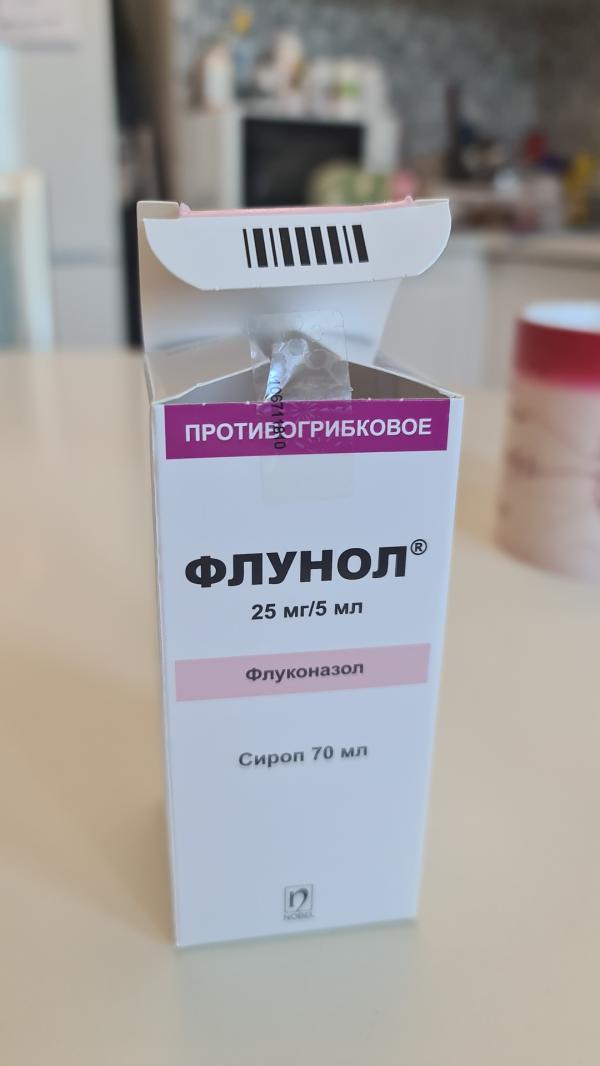 ПРОТИВОГРИБКОВОЕ
ФЛУНОЛ®
25 мг/5 мл
Флуконазол
Сироп 70 мл
NOBEL